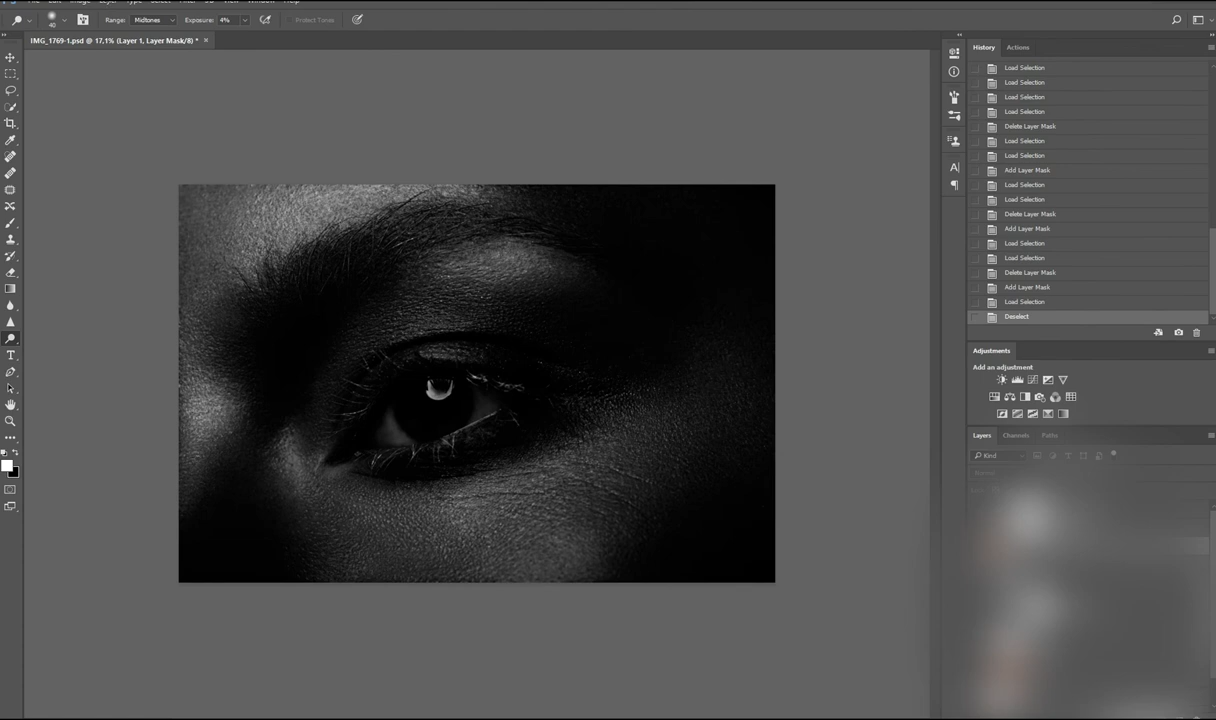 Range: Midtones Exposure: 4% Protect Tones
40
IMG_1769-1.psd @ 17,1% (Layer 1, Layer Mask/8) * ×
History Actions
Load Selection
Load Selection
Load Selection
Load Selection
Delete Layer Mask
Load Selection
Load Selection
Add Layer Mask
Load Selection
Load Selection
Delete Layer Mask
Add Layer Mask
Load Selection
Load Selection
Delete Layer Mask
Add Layer Mask
Load Selection
Deselect
Adjustments
Add an adjustment
Layers Channels Paths
Kind